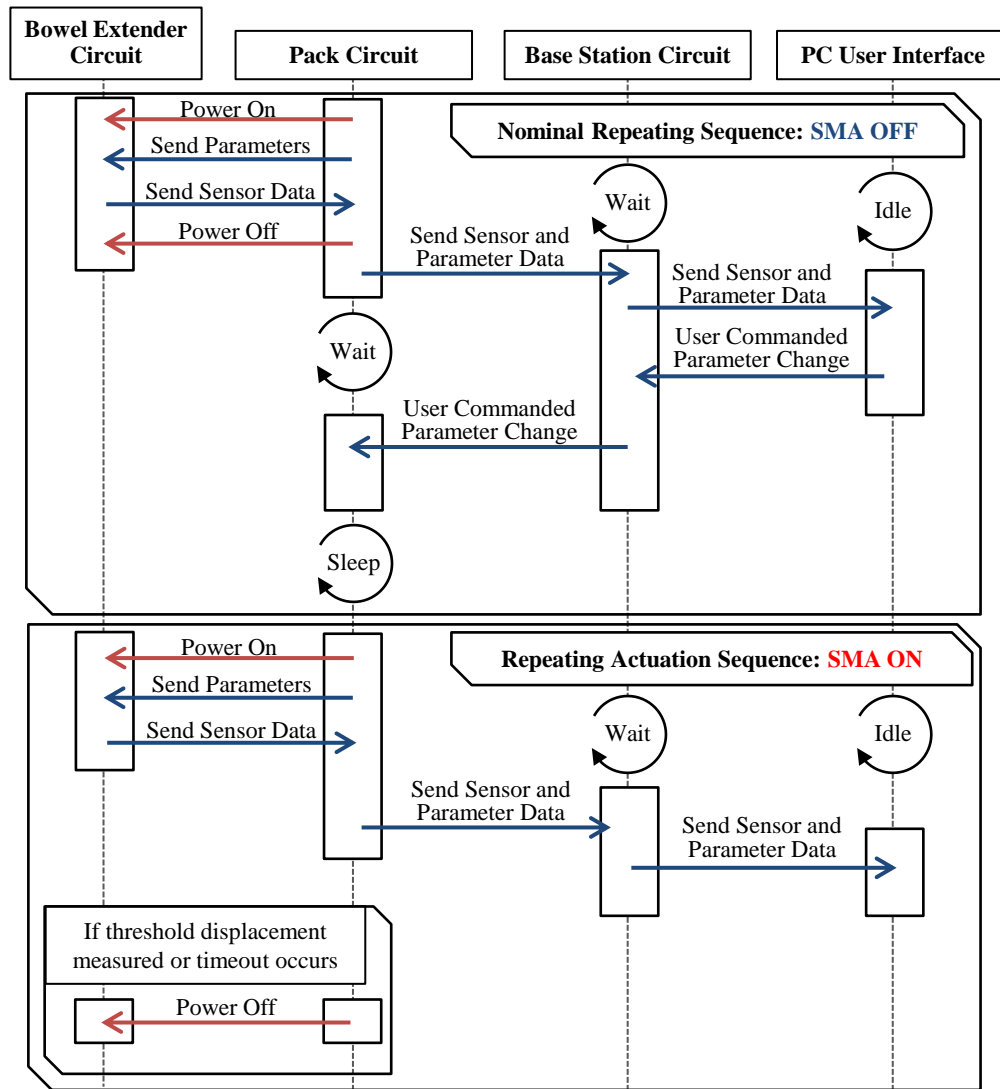 Bowel Extender
Circuit
Pack Circuit
Base Station Circuit
PC User Interface
Power On
Nominal Repeating Sequence: SMA OFF
Send Parameters
Send Sensor Data
Wait
Idle
Power Off
Send Sensor and
Parameter Data
Send Sensor and
Parameter Data
Wait
User Commanded
Parameter Change
User Commanded
Parameter Change
Sleep
Power On
Repeating Actuation Sequence: SMA ON
Send Parameters
Send Sensor Data
Wait
Idle
Send Sensor and
Parameter Data
Send Sensor and
Parameter Data
If threshold displacement
measured or timeout occurs
Power Off